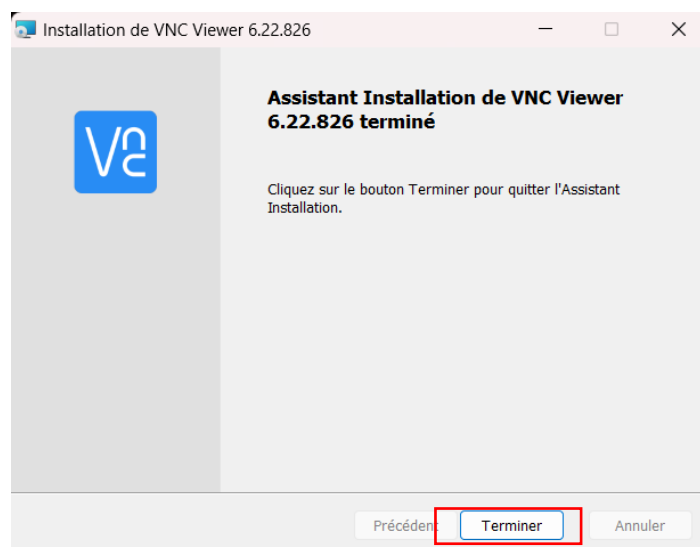 Installation de VNC Viewer 6.22.826
Assistant Installation de VNC Viewer
6.22.826 terminé
Vnc
Cliquez sur le bouton Terminer pour quitter l'Assistant
Installation.
Précédent Terminer Annuler